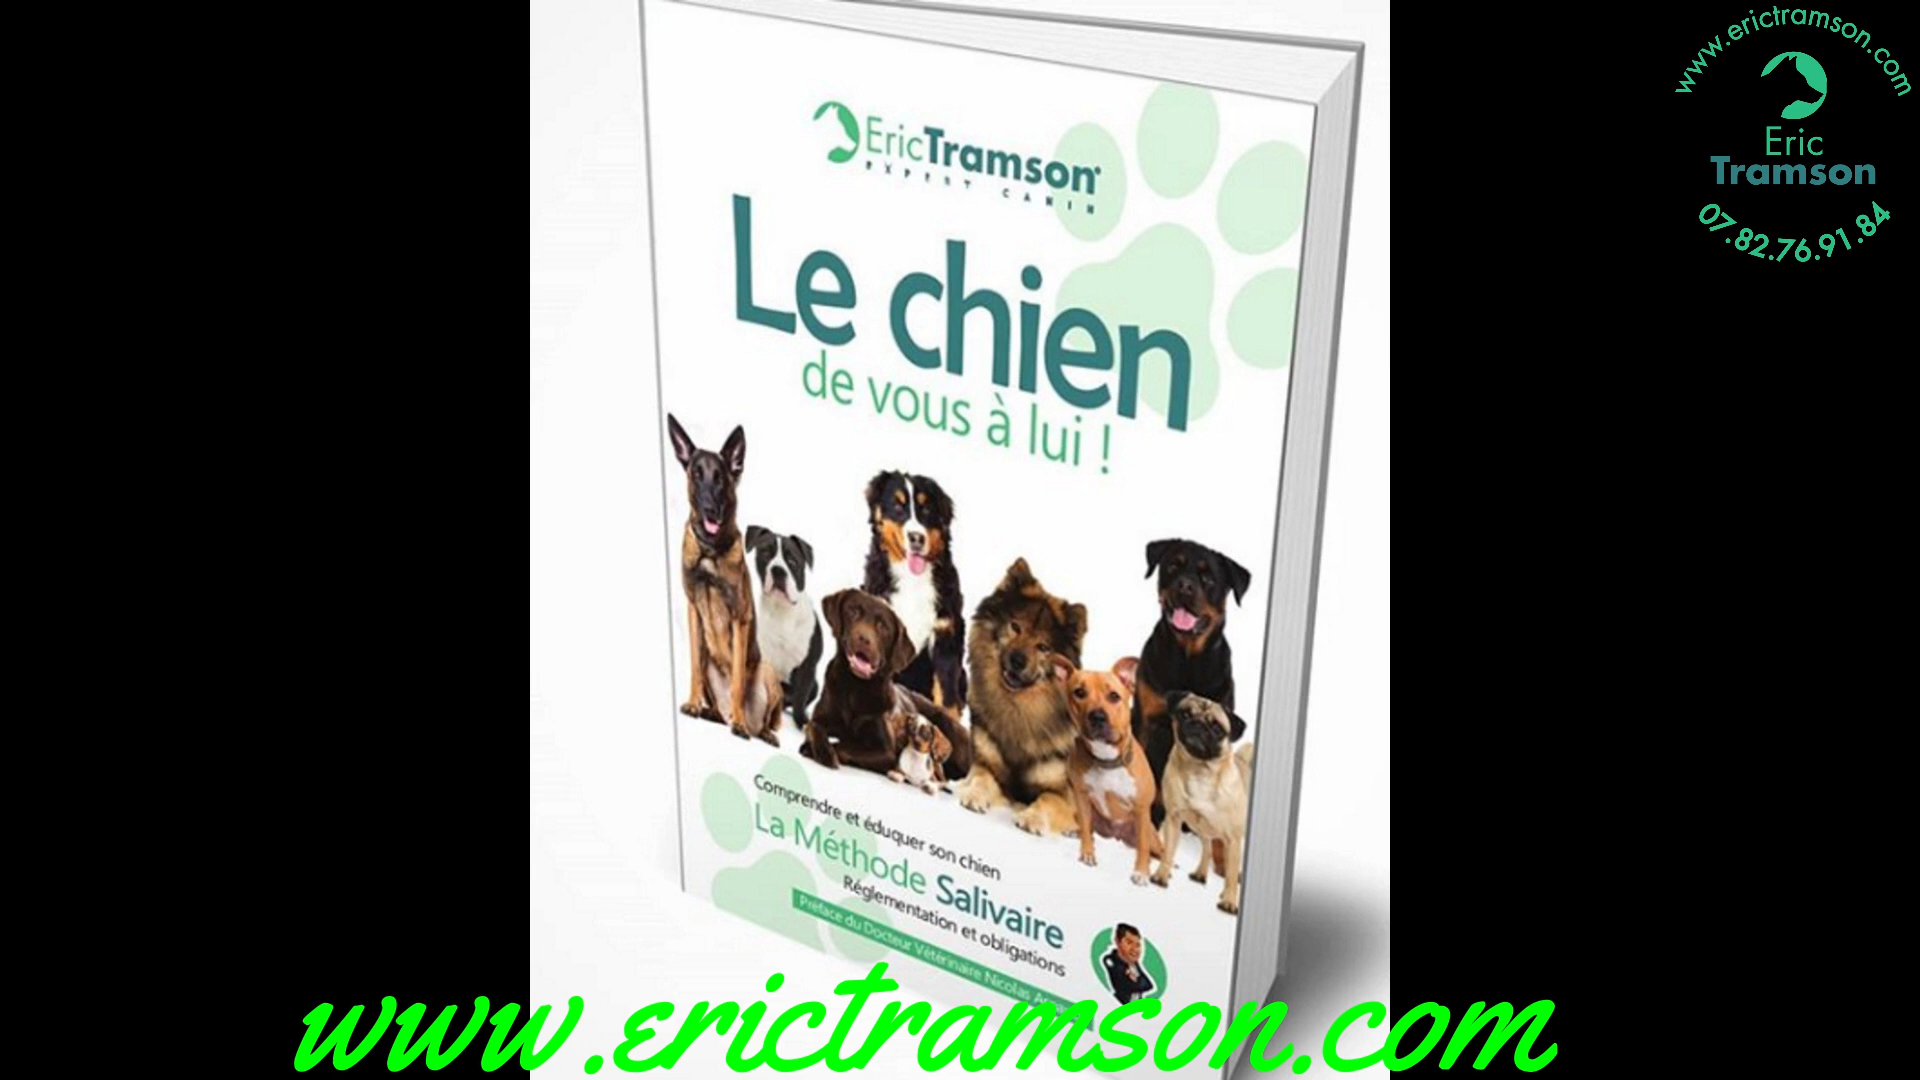 www.erictramson.com
Eric
Tramson
07.82.76.91.84
EricTramson
EXPERT CANIN
Le chien
de vous à lui !
Comprendre et éduquer son chien
La Méthode Salivaire
Réglementation et obligations
Préface du Docteur Vétérinaire Nicolas
www.erictramson.com